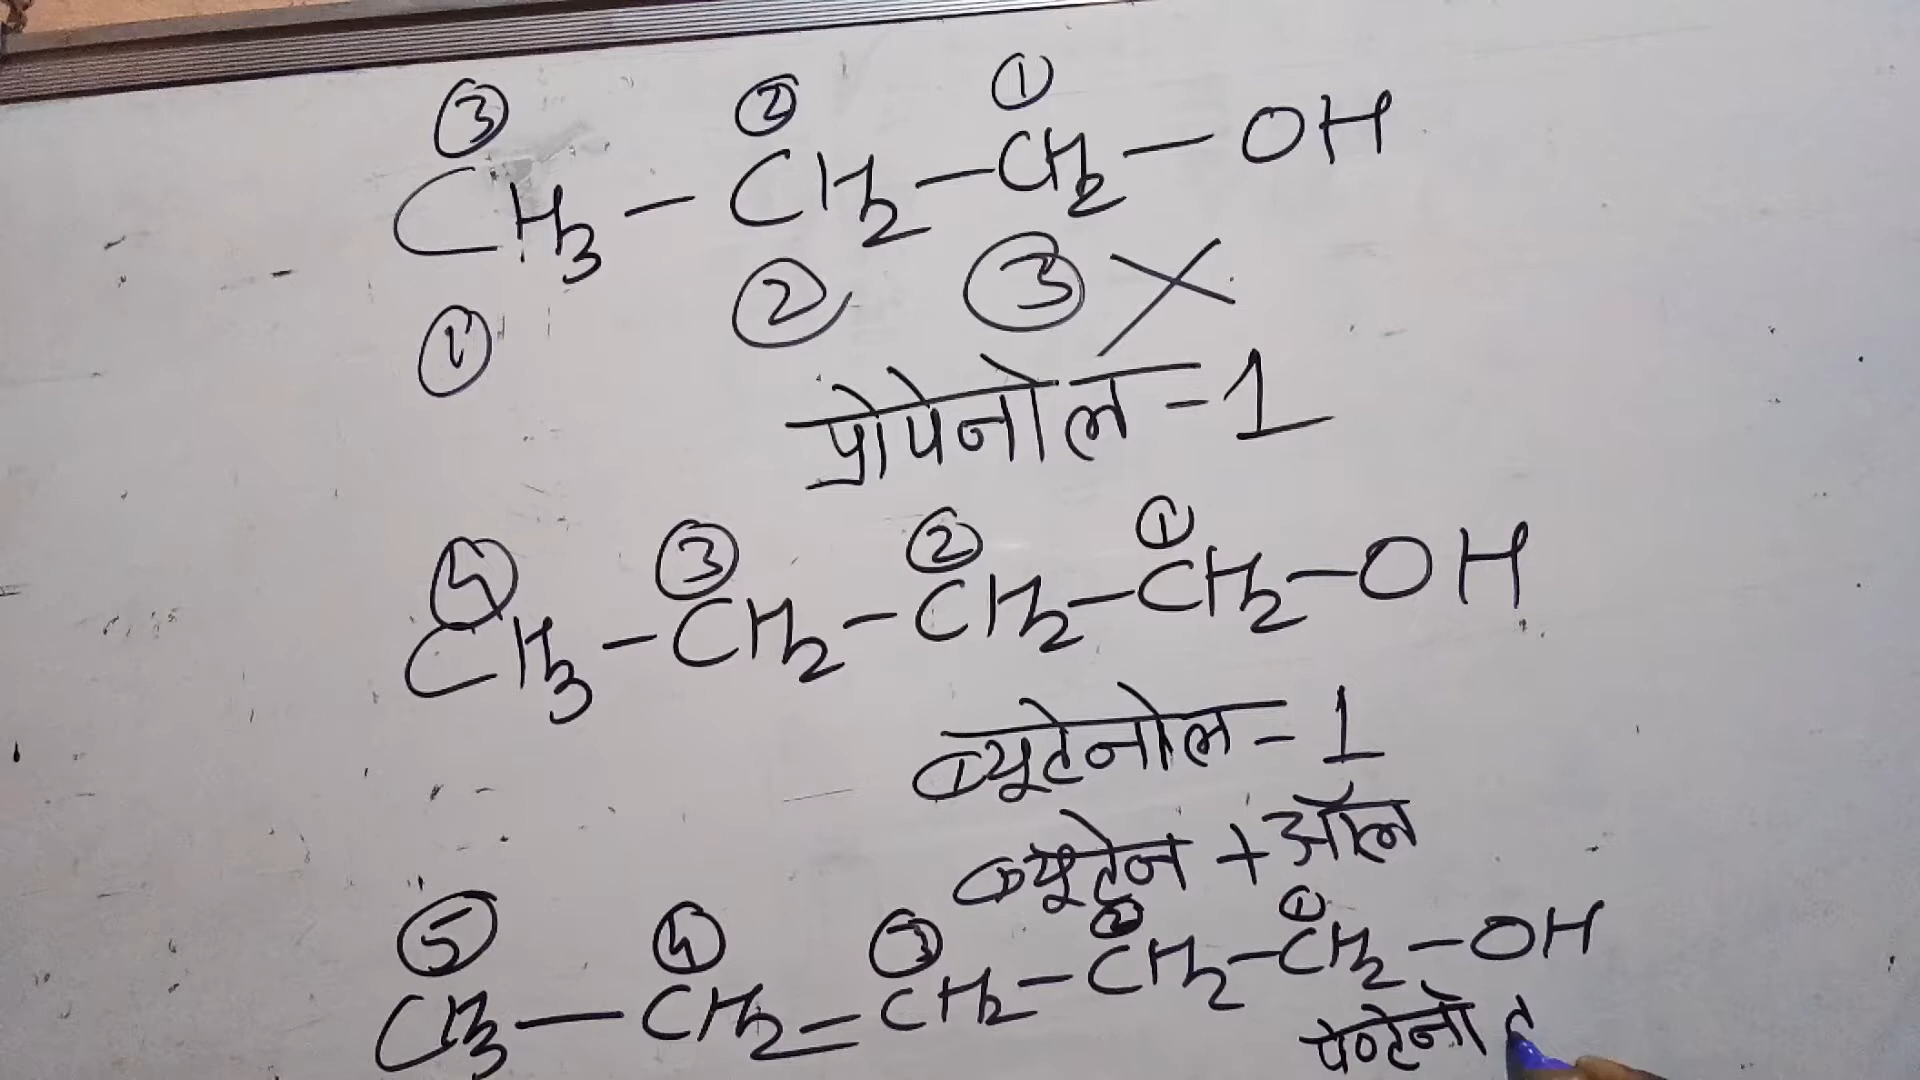 ③ ② ①
CH₃ – CH₂ – CH₂ – OH
① ② ③ ×
प्रोपेनोल – 1
④ ③ ② ①
CH₃ – CH₂ – CH₂ – CH₂ – OH
ब्यूटेनोल – 1
ब्यूटेन + ऑल
⑤ ④ ③ ② ①
CH₃ – CH₂ – CH₂ – CH₂ – CH₂ – OH
पेण्टेनो